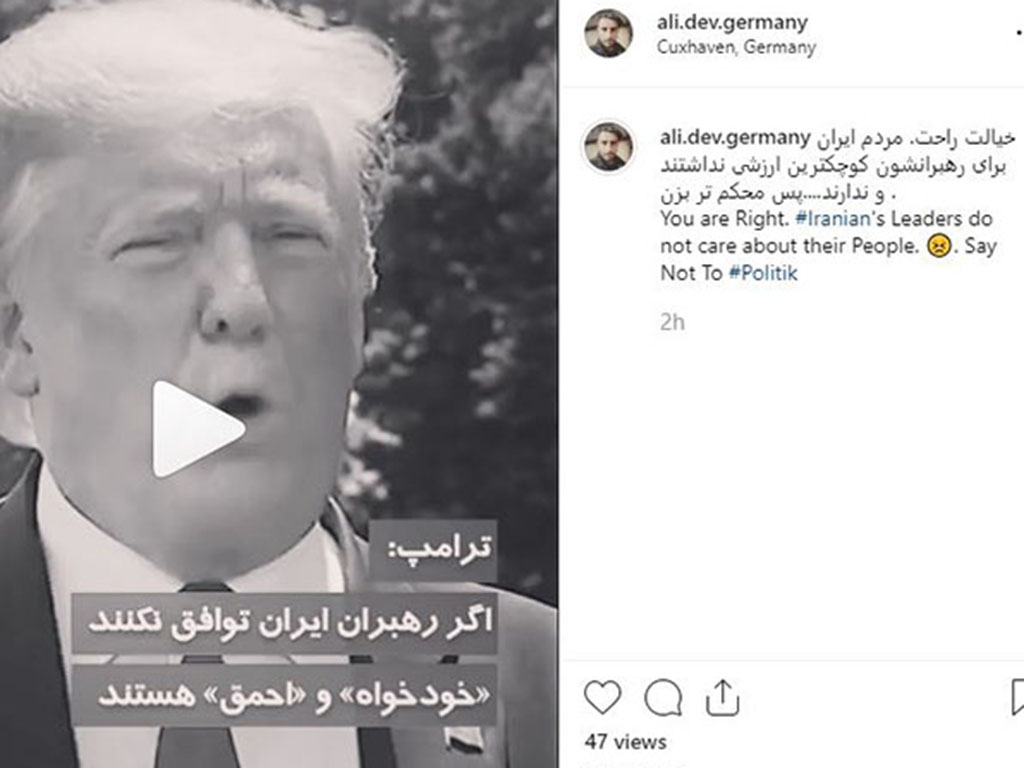 ترامپ:
اگر رهبران ایران توافق نکنند
«خودخواه» و «احمق» هستند
ali.dev.germany
Cuxhaven, Germany
ali.dev.germany خیالت راحت. مردم ایران
برای رهبرانشون کوچکترین ارزشی نداشتند
و ندارند....پس محکم تر بزن .
You are Right. #Iranian's Leaders do
not care about their People. 😣. Say
Not To #Politik
2h
47 views